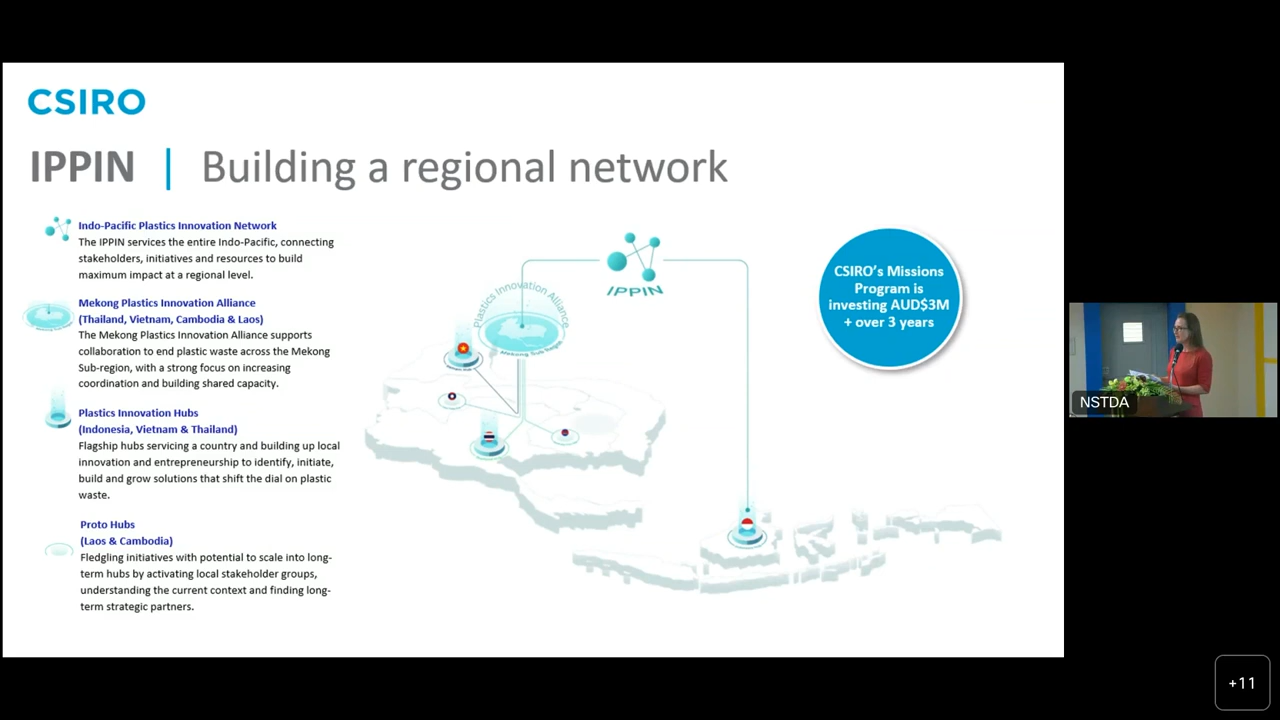 CSIRO
IPPIN | Building a regional network
Indo-Pacific Plastics Innovation Network
The IPPIN services the entire Indo-Pacific, connecting
stakeholders, initiatives and resources to build
maximum impact at a regional level.
Mekong Plastics Innovation Alliance
(Thailand, Vietnam, Cambodia & Laos)
The Mekong Plastics Innovation Alliance supports
collaboration to end plastic waste across the Mekong
Sub-region, with a strong focus on increasing
coordination and building shared capacity.
Plastics Innovation Hubs
(Indonesia, Vietnam & Thailand)
Flagship hubs servicing a country and building up local
innovation and entrepreneurship to identify, initiate,
build and grow solutions that shift the dial on plastic
waste.
Proto Hubs
(Laos & Cambodia)
Fledgling initiatives with potential to scale into long-
term hubs by activating local stakeholder groups,
understanding the current context and finding long-
term strategic partners.
IPPIN
Plastics Innovation Alliance
CSIRO's Missions
Program is
investing AUD$3M
+ over 3 years
NSTDA
+11